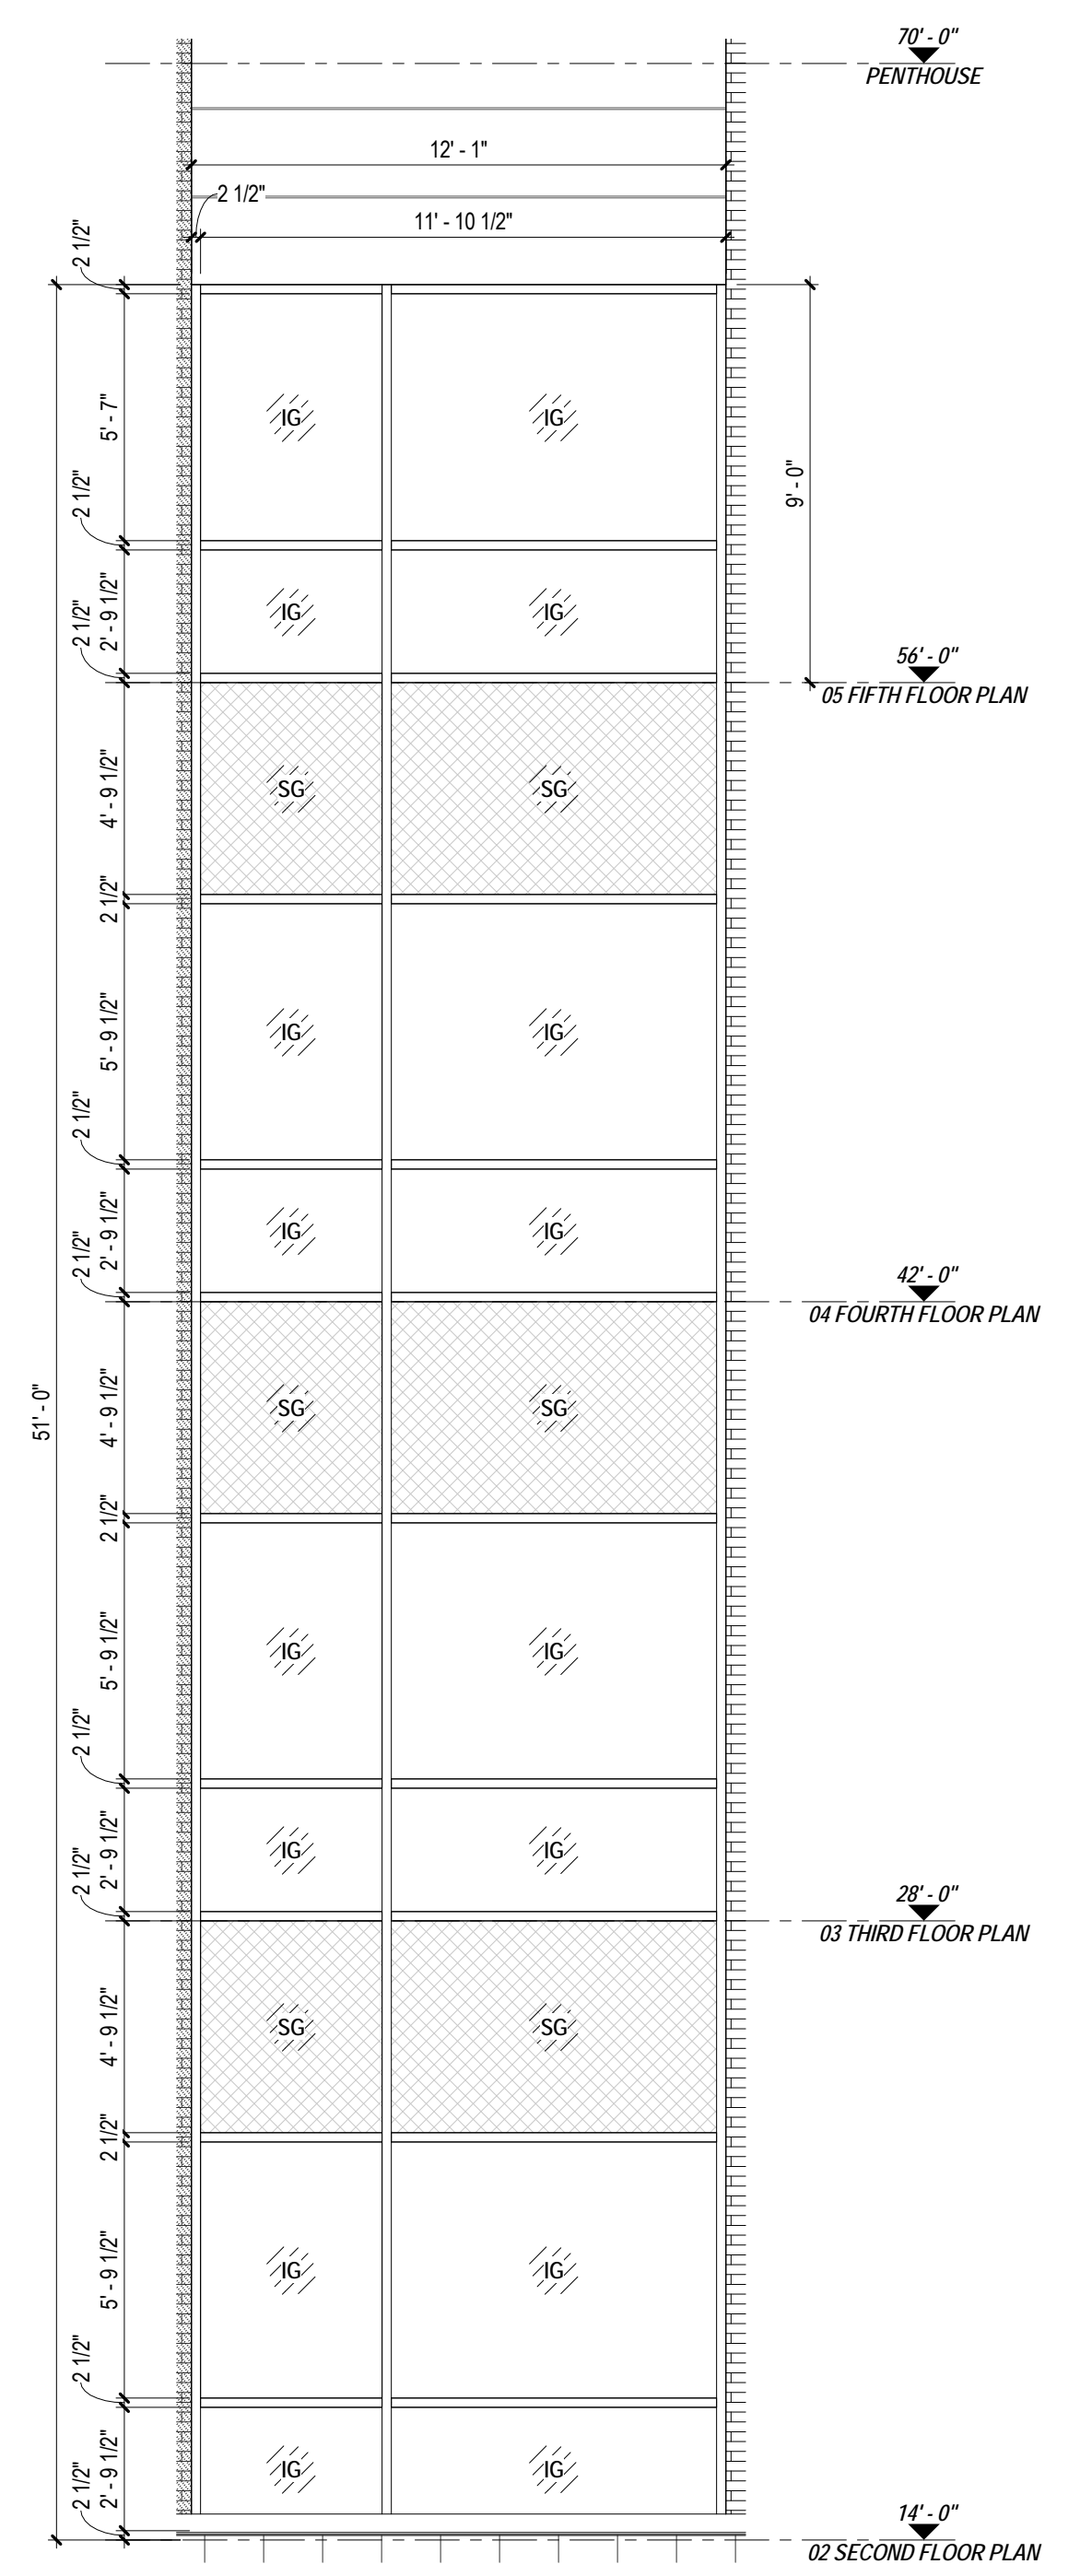 70' - 0"
PENTHOUSE
12' - 1"
2 1/2"
11' - 10 1/2"
2 1/2"
5' - 7"
IG
IG
9' - 0"
2 1/2"
2' - 9 1/2"
IG
IG
2 1/2"
56' - 0"
05 FIFTH FLOOR PLAN
4' - 9 1/2"
SG
SG
2 1/2"
5' - 9 1/2"
IG
IG
2 1/2"
2' - 9 1/2"
IG
IG
2 1/2"
42' - 0"
04 FOURTH FLOOR PLAN
51' - 0"
4' - 9 1/2"
SG
SG
2 1/2"
5' - 9 1/2"
IG
IG
2 1/2"
2' - 9 1/2"
IG
IG
2 1/2"
28' - 0"
03 THIRD FLOOR PLAN
4' - 9 1/2"
SG
SG
2 1/2"
5' - 9 1/2"
IG
IG
2 1/2"
2' - 9 1/2"
IG
IG
2 1/2"
14' - 0"
02 SECOND FLOOR PLAN